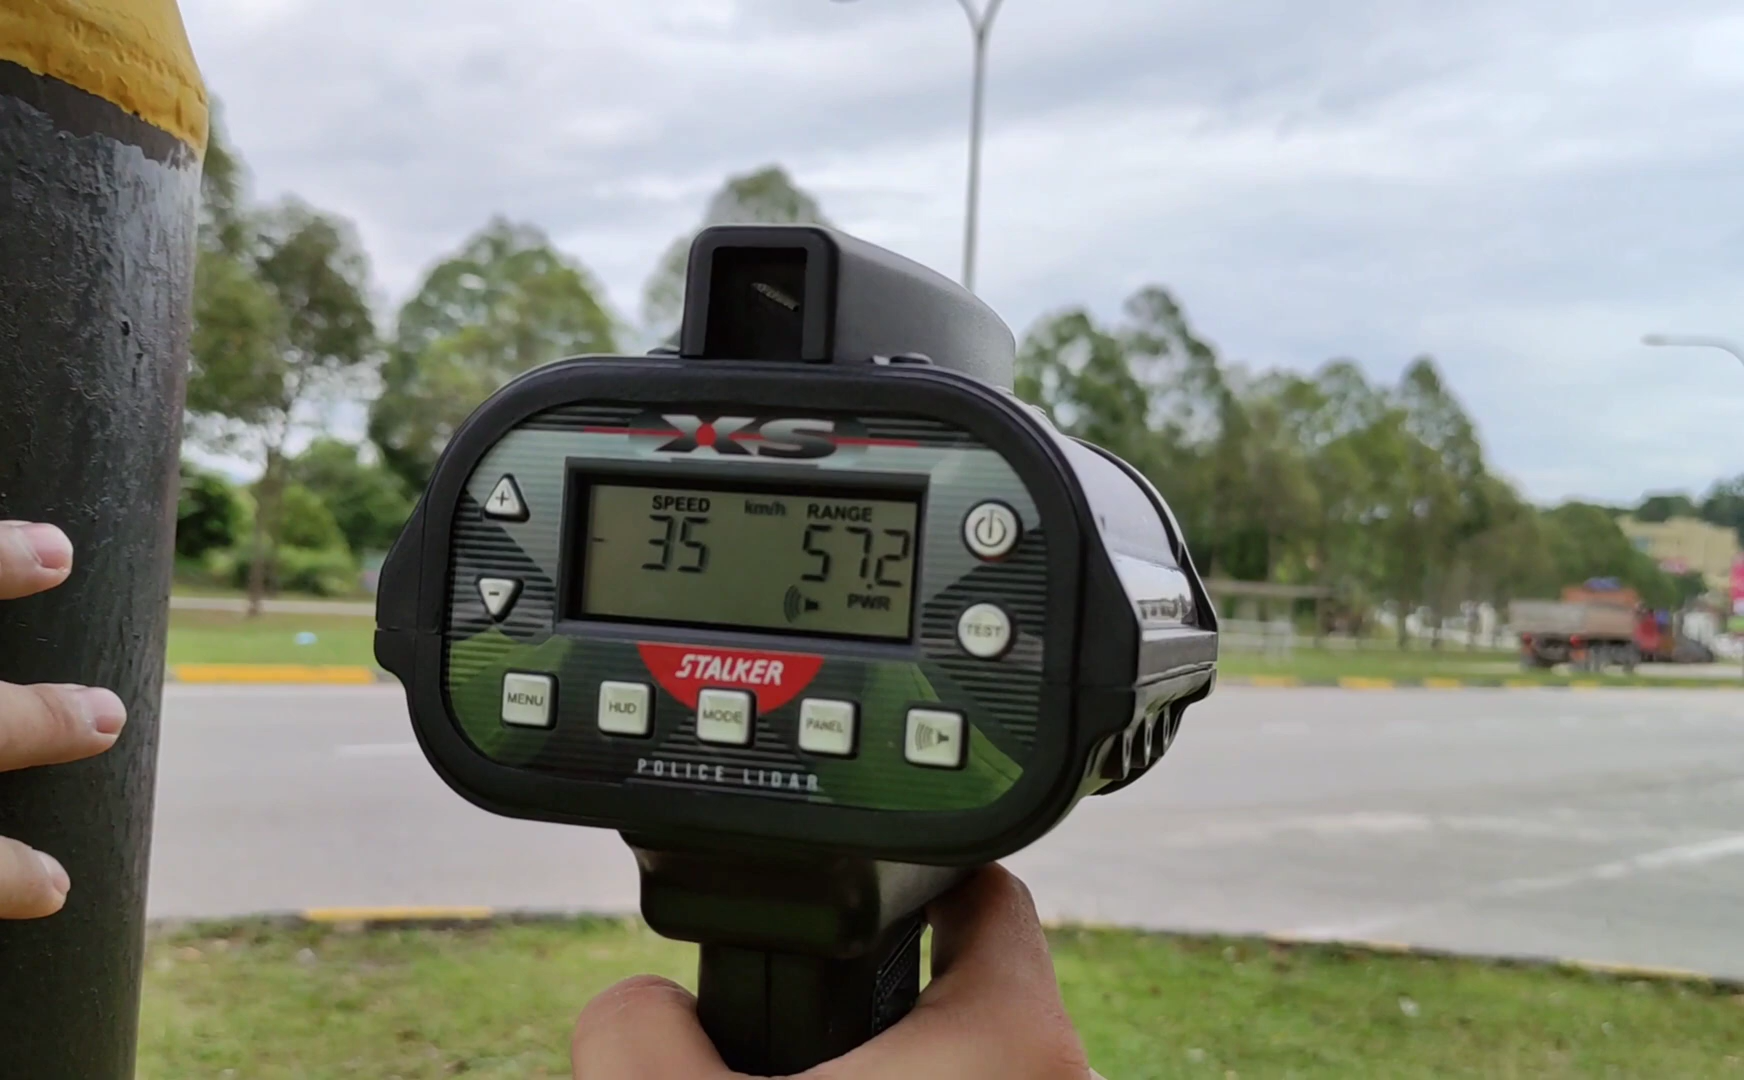 XS
SPEED km/h RANGE
-35 57.2
PWR
TEST
STALKER
MENU HUD MODE PANEL
POLICE LIDAR